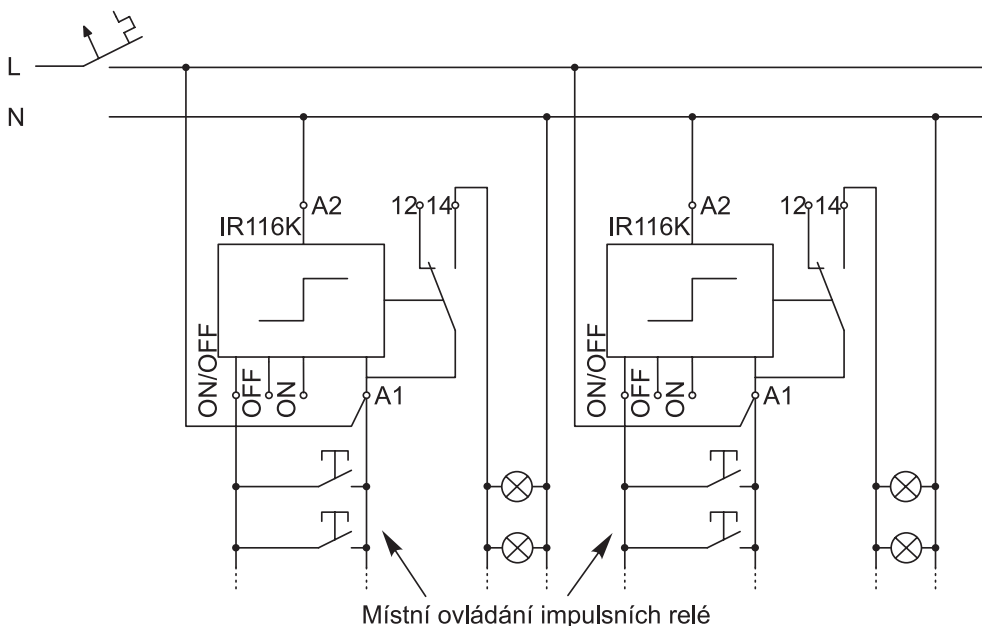 L
N
A2 12 14 A2 12 14
IR116K IR116K
ON/OFF OFF ON A1 ON/OFF OFF ON A1
Místní ovládání impulsních relé